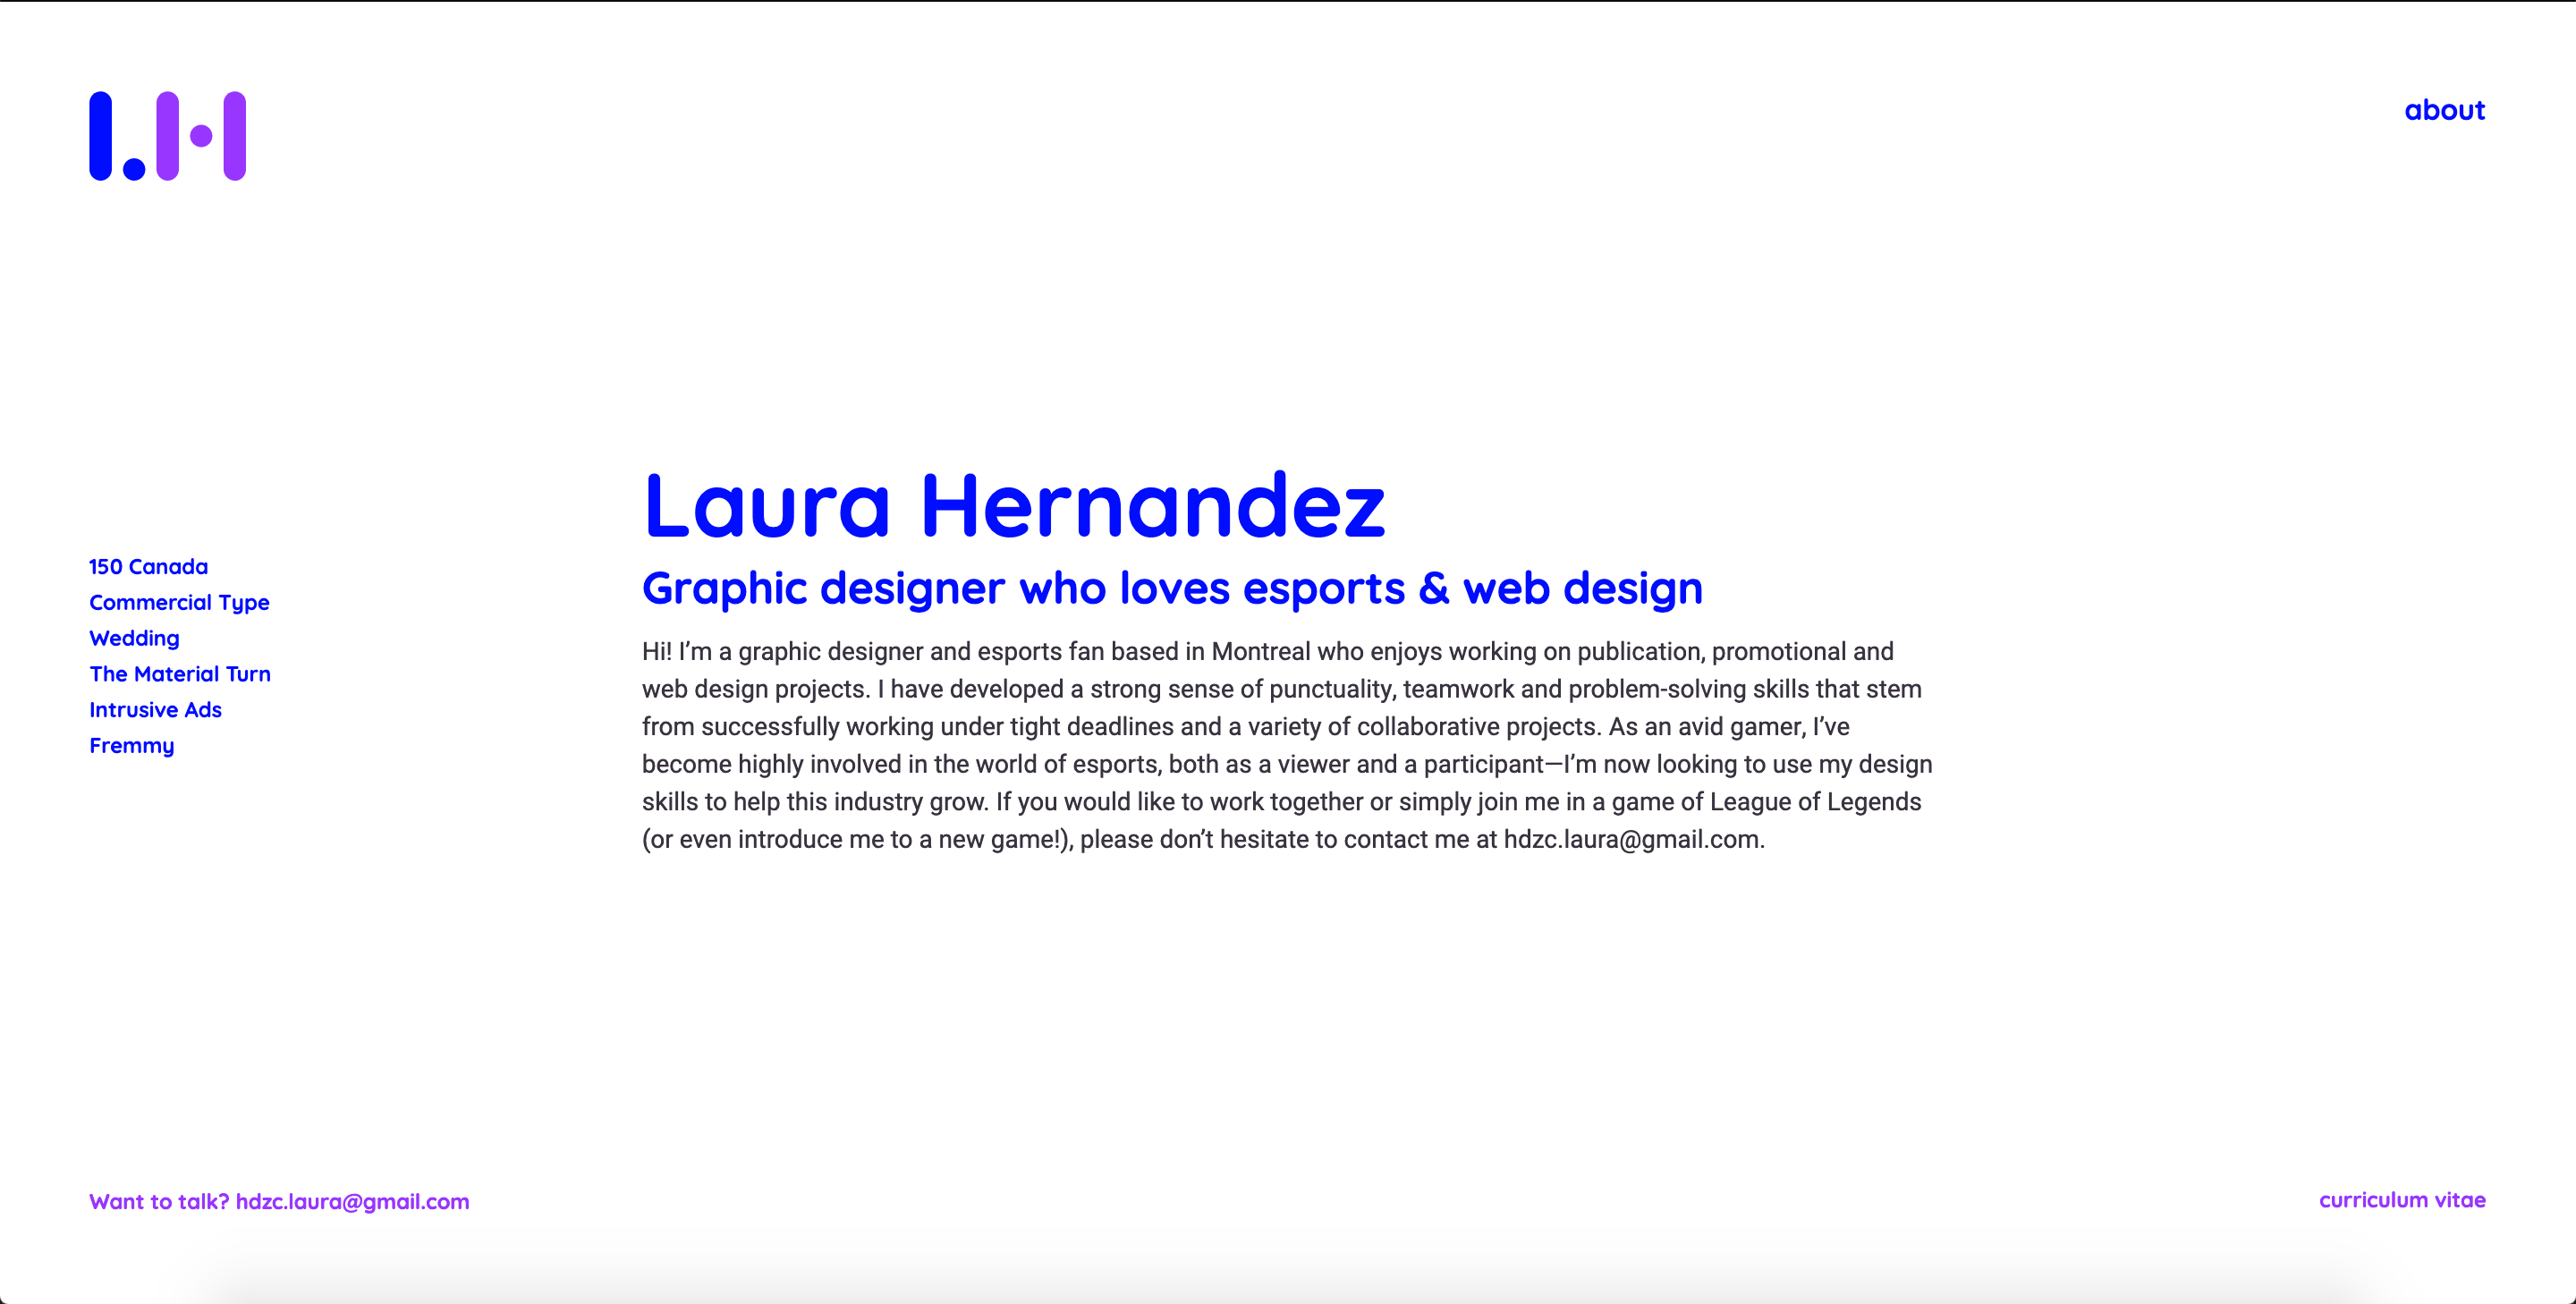 L.H
about
Laura Hernandez
Graphic designer who loves esports & web design
150 Canada
Commercial Type
Wedding
The Material Turn
Intrusive Ads
Fremmy
Hi! I’m a graphic designer and esports fan based in Montreal who enjoys working on publication, promotional and
web design projects. I have developed a strong sense of punctuality, teamwork and problem-solving skills that stem
from successfully working under tight deadlines and a variety of collaborative projects. As an avid gamer, I’ve
become highly involved in the world of esports, both as a viewer and a participant—I’m now looking to use my design
skills to help this industry grow. If you would like to work together or simply join me in a game of League of Legends
(or even introduce me to a new game!), please don’t hesitate to contact me at hdzc.laura@gmail.com.
Want to talk? hdzc.laura@gmail.com
curriculum vitae